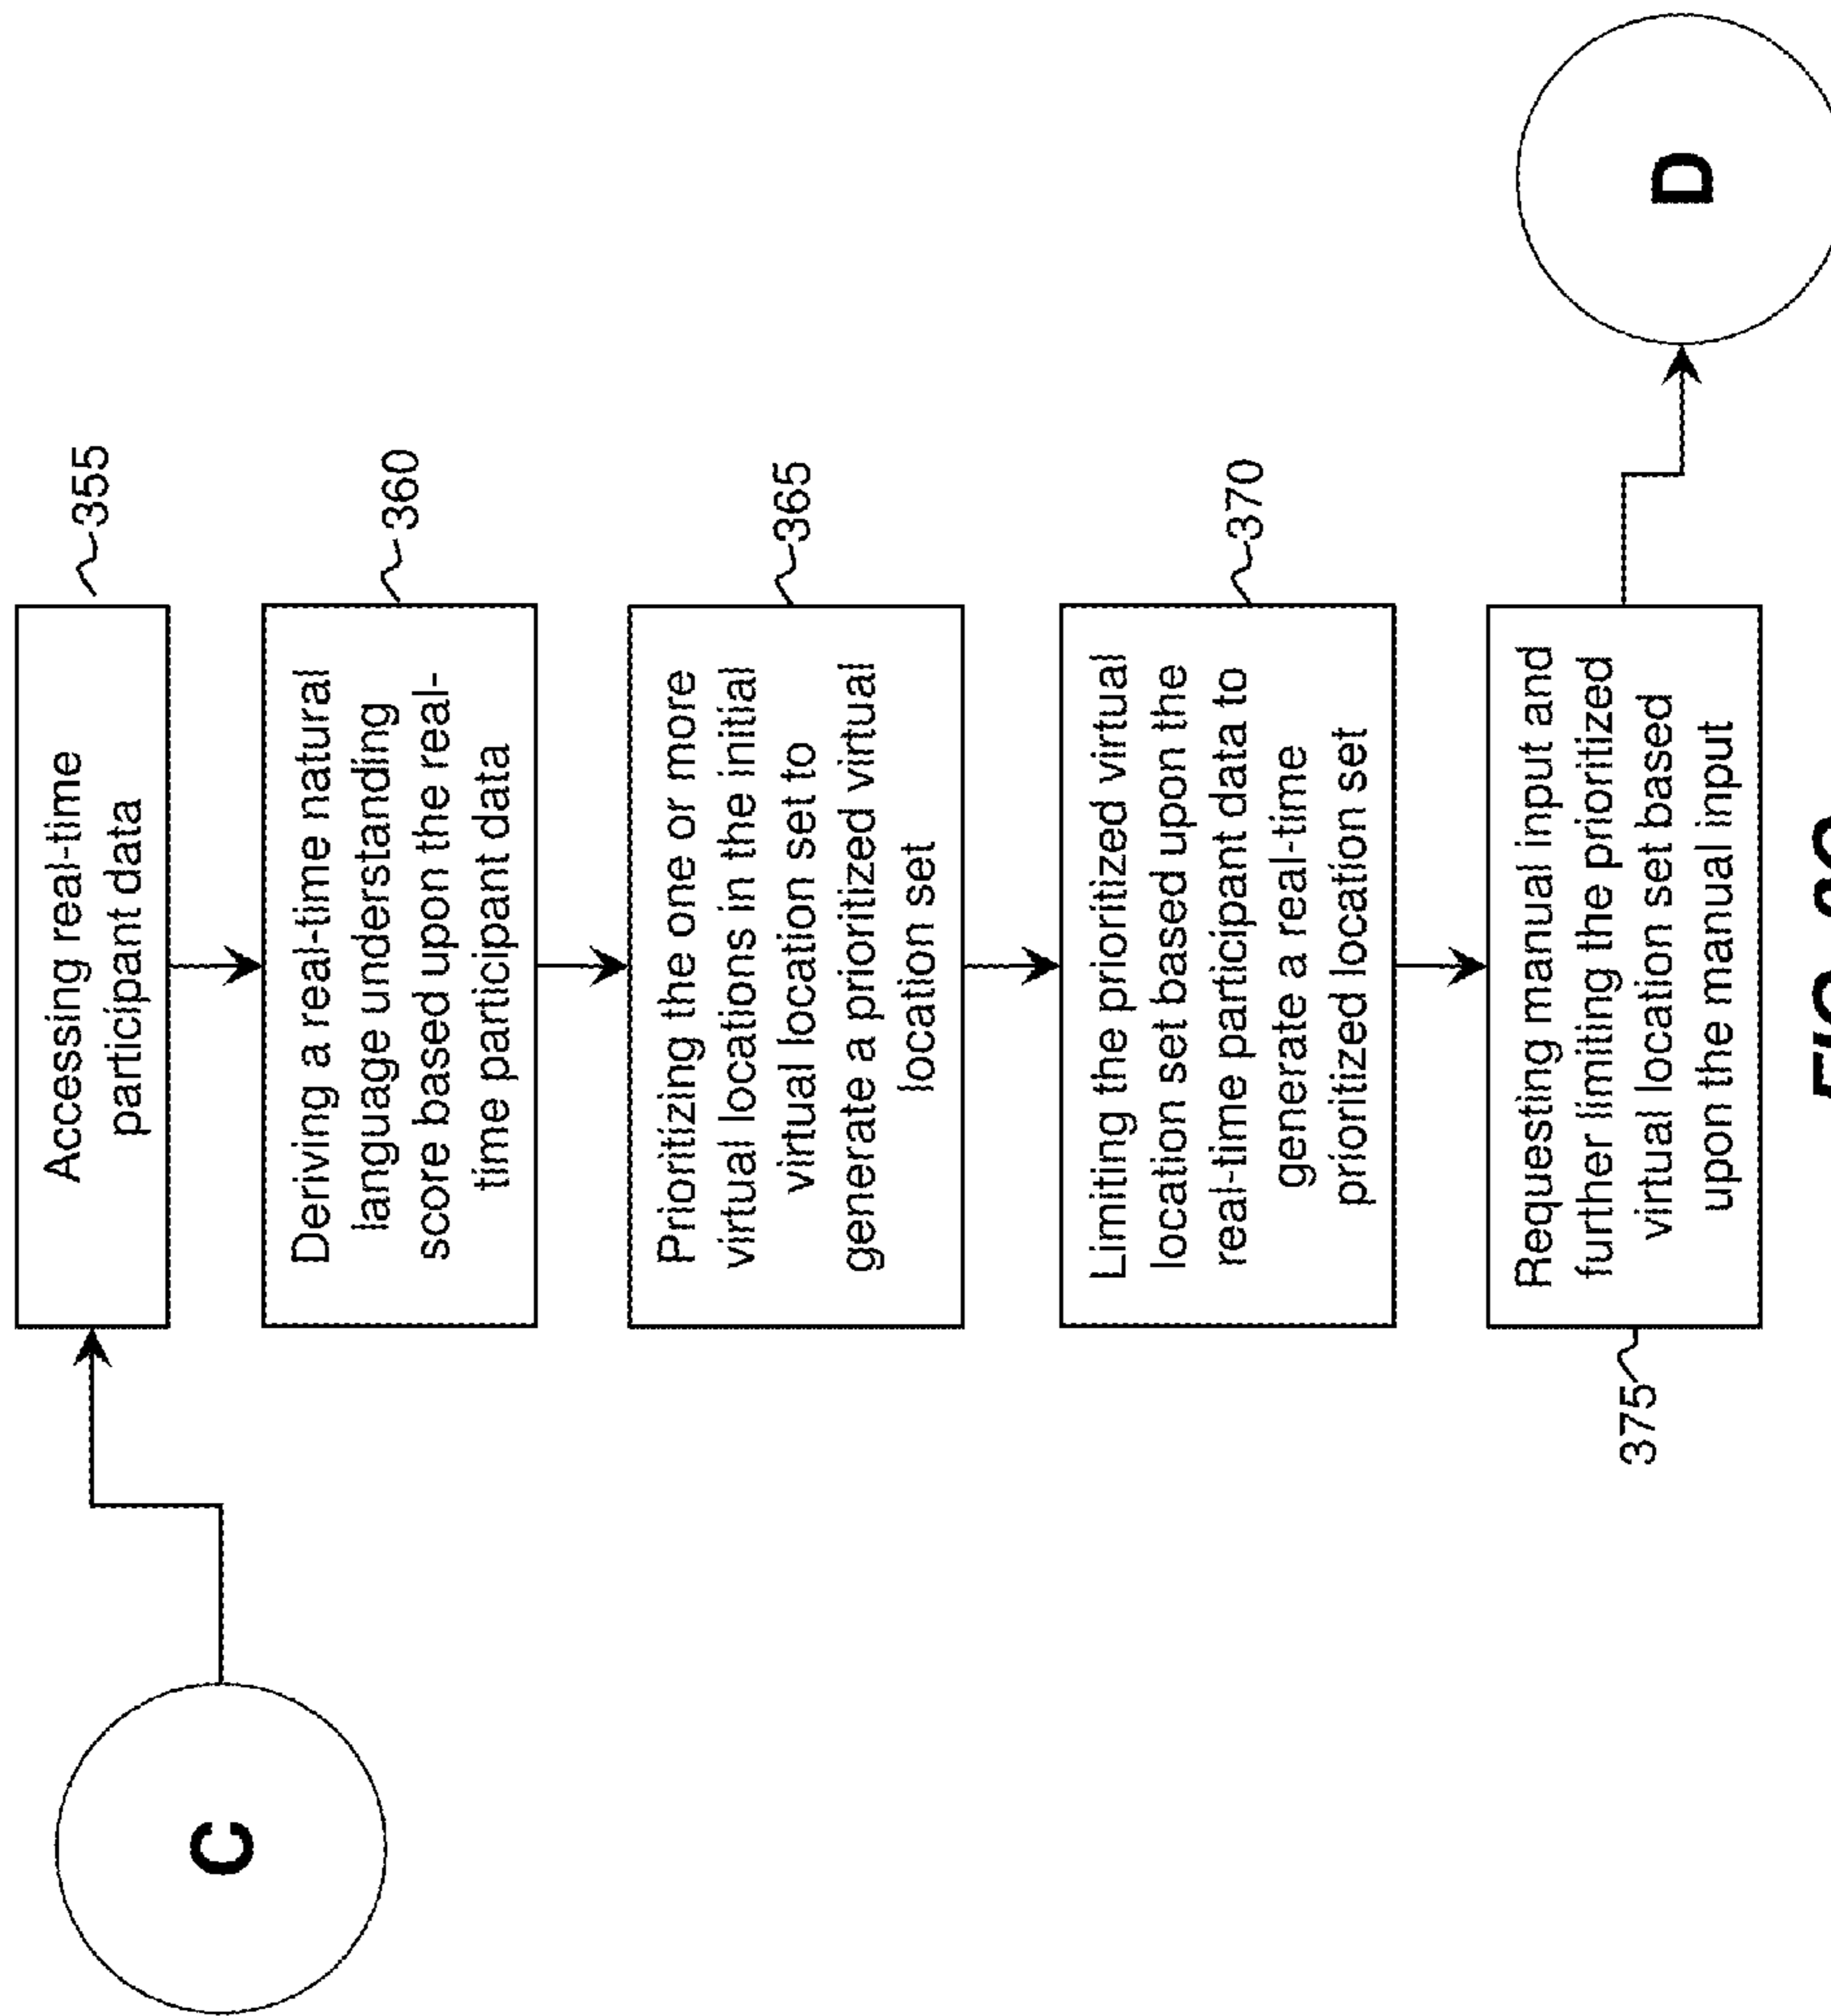 C
Accessing real-time
participant data
355
Deriving a real-time natural
language understanding
score based upon the real-
time participant data
360
Prioritizing the one or more
virtual locations in the initial
virtual location set to
generate a prioritized virtual
location set
365
Limiting the prioritized virtual
location set based upon the
real-time participant data to
generate a real-time
prioritized location set
370
Requesting manual input and
further limiting the prioritized
virtual location set based
upon the manual input
375
D